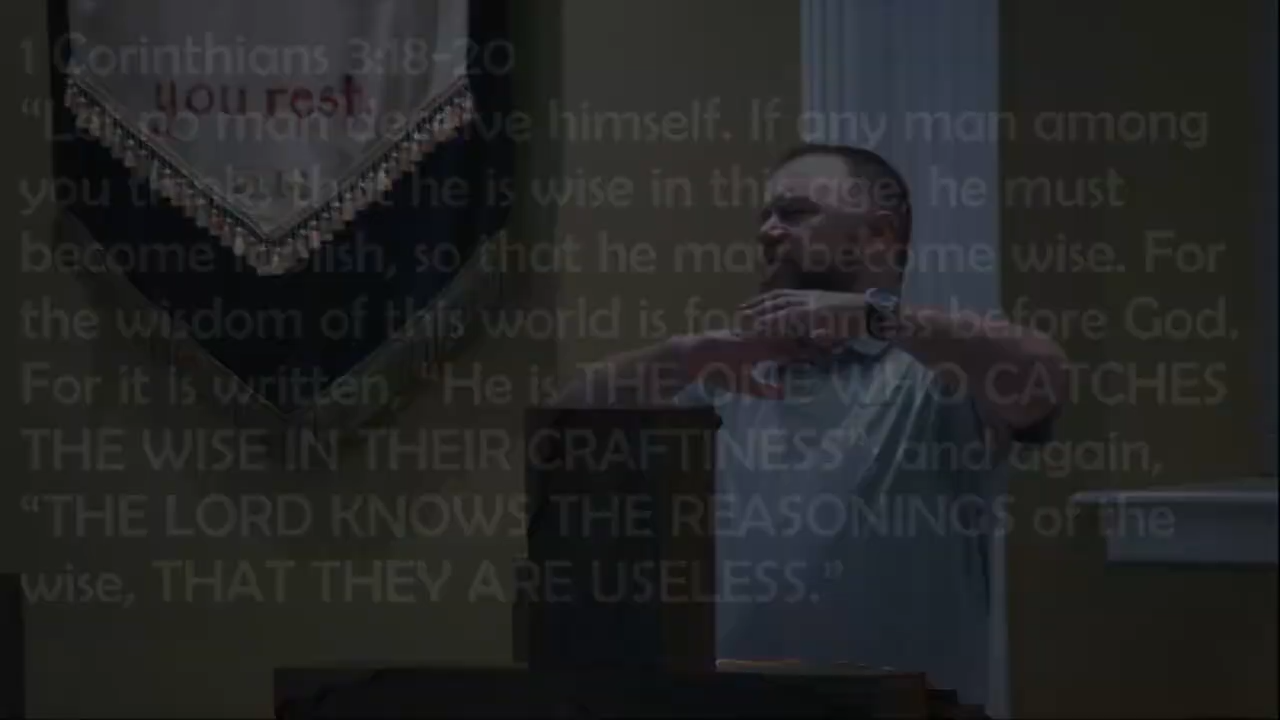 1 Corinthians 3:18-20
you rest.
“Let no man deceive himself. If any man among
you thinks that he is wise in this age, he must
become foolish, so that he may become wise. For
the wisdom of this world is foolishness before God.
For it is written, “He is THE ONE WHO CATCHES
THE WISE IN THEIR CRAFTINESS”; and again,
“THE LORD KNOWS THE REASONINGS of the
wise, THAT THEY ARE USELESS.”